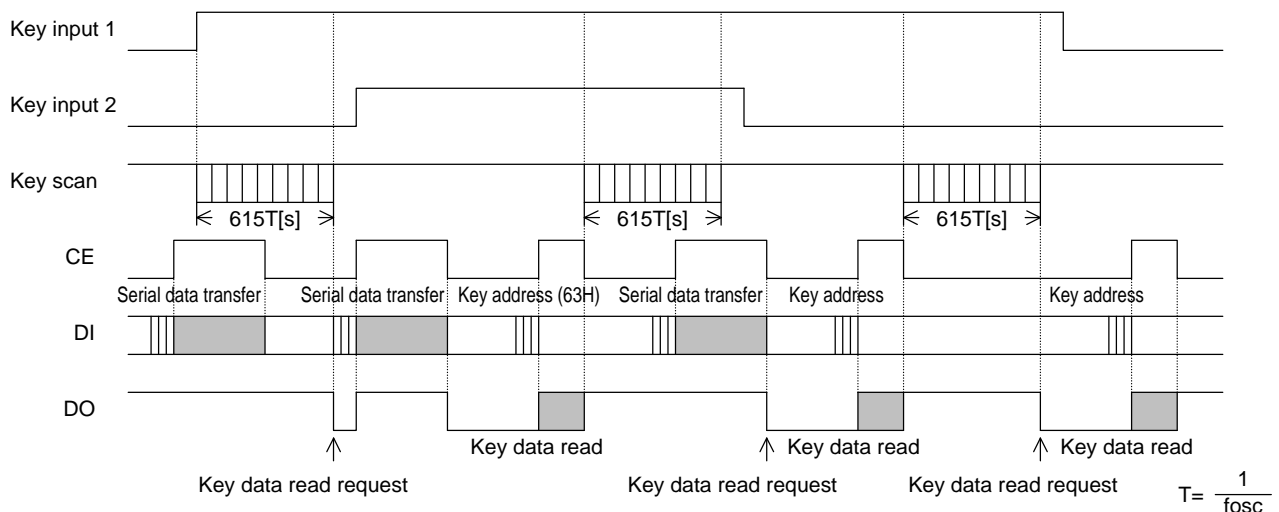 Key input 1
Key input 2
Key scan
615T[s] 615T[s] 615T[s]
CE
Serial data transfer Serial data transfer Key address (63H) Serial data transfer Key address Key address
DI
DO
Key data read Key data read Key data read
Key data read request Key data read request Key data read request
T= 1
fosc